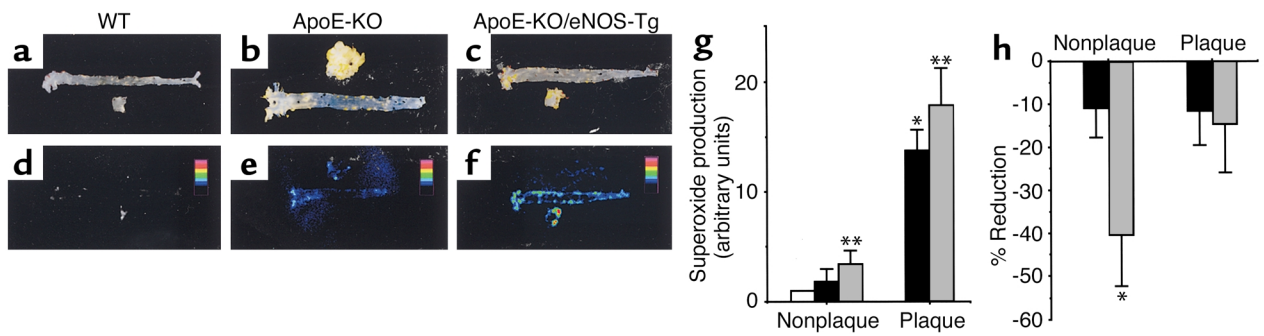 WT
ApoE-KO
ApoE-KO/eNOS-Tg
a
b
c
d
e
f
g
Superoxide production
(arbitrary units)
20
10
0
*
**
**
Nonplaque
Plaque
h
Nonplaque
Plaque
% Reduction
0
-10
-20
-30
-40
-50
-60
*